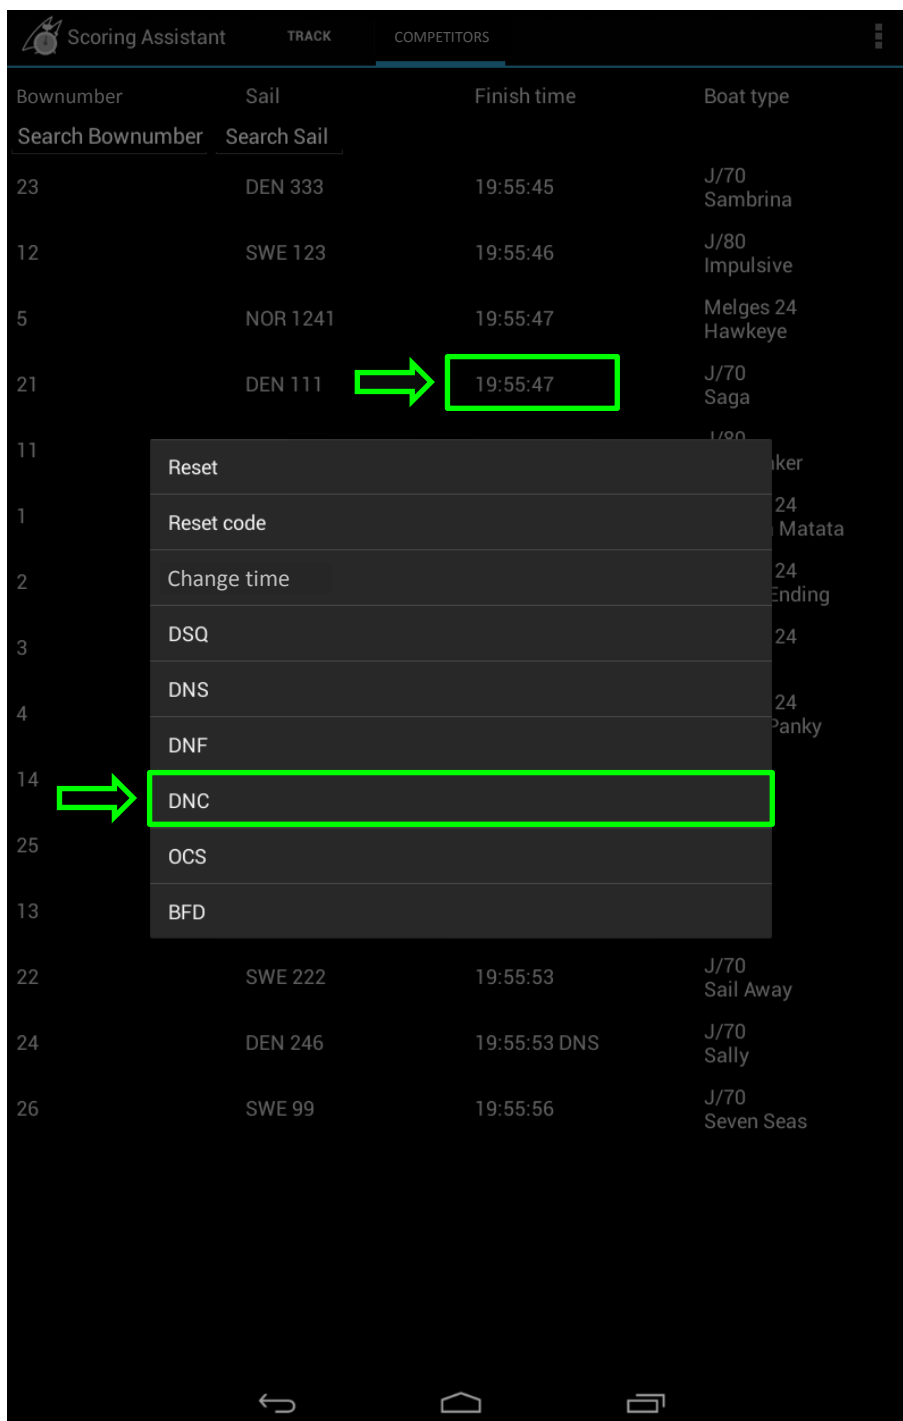 Scoring Assistant TRACK COMPETITORS
Bownumber Sail Finish time Boat type
Search Bownumber Search Sail
23 DEN 333 19:55:45 J/70
Sambrina
12 SWE 123 19:55:46 J/80
Impulsive
5 NOR 1241 19:55:47 Melges 24
Hawkeye
21 DEN 111 19:55:47 J/70
Saga
11
Reset
Reset code
1 24
Matata
Change time
2 24
Ending
DSQ
3 24
DNS
4 24
Panky
DNF
14
DNC
25
OCS
13
BFD
22 SWE 222 19:55:53 J/70
Sail Away
24 DEN 246 19:55:53 DNS J/70
Sally
26 SWE 99 19:55:56 J/70
Seven Seas